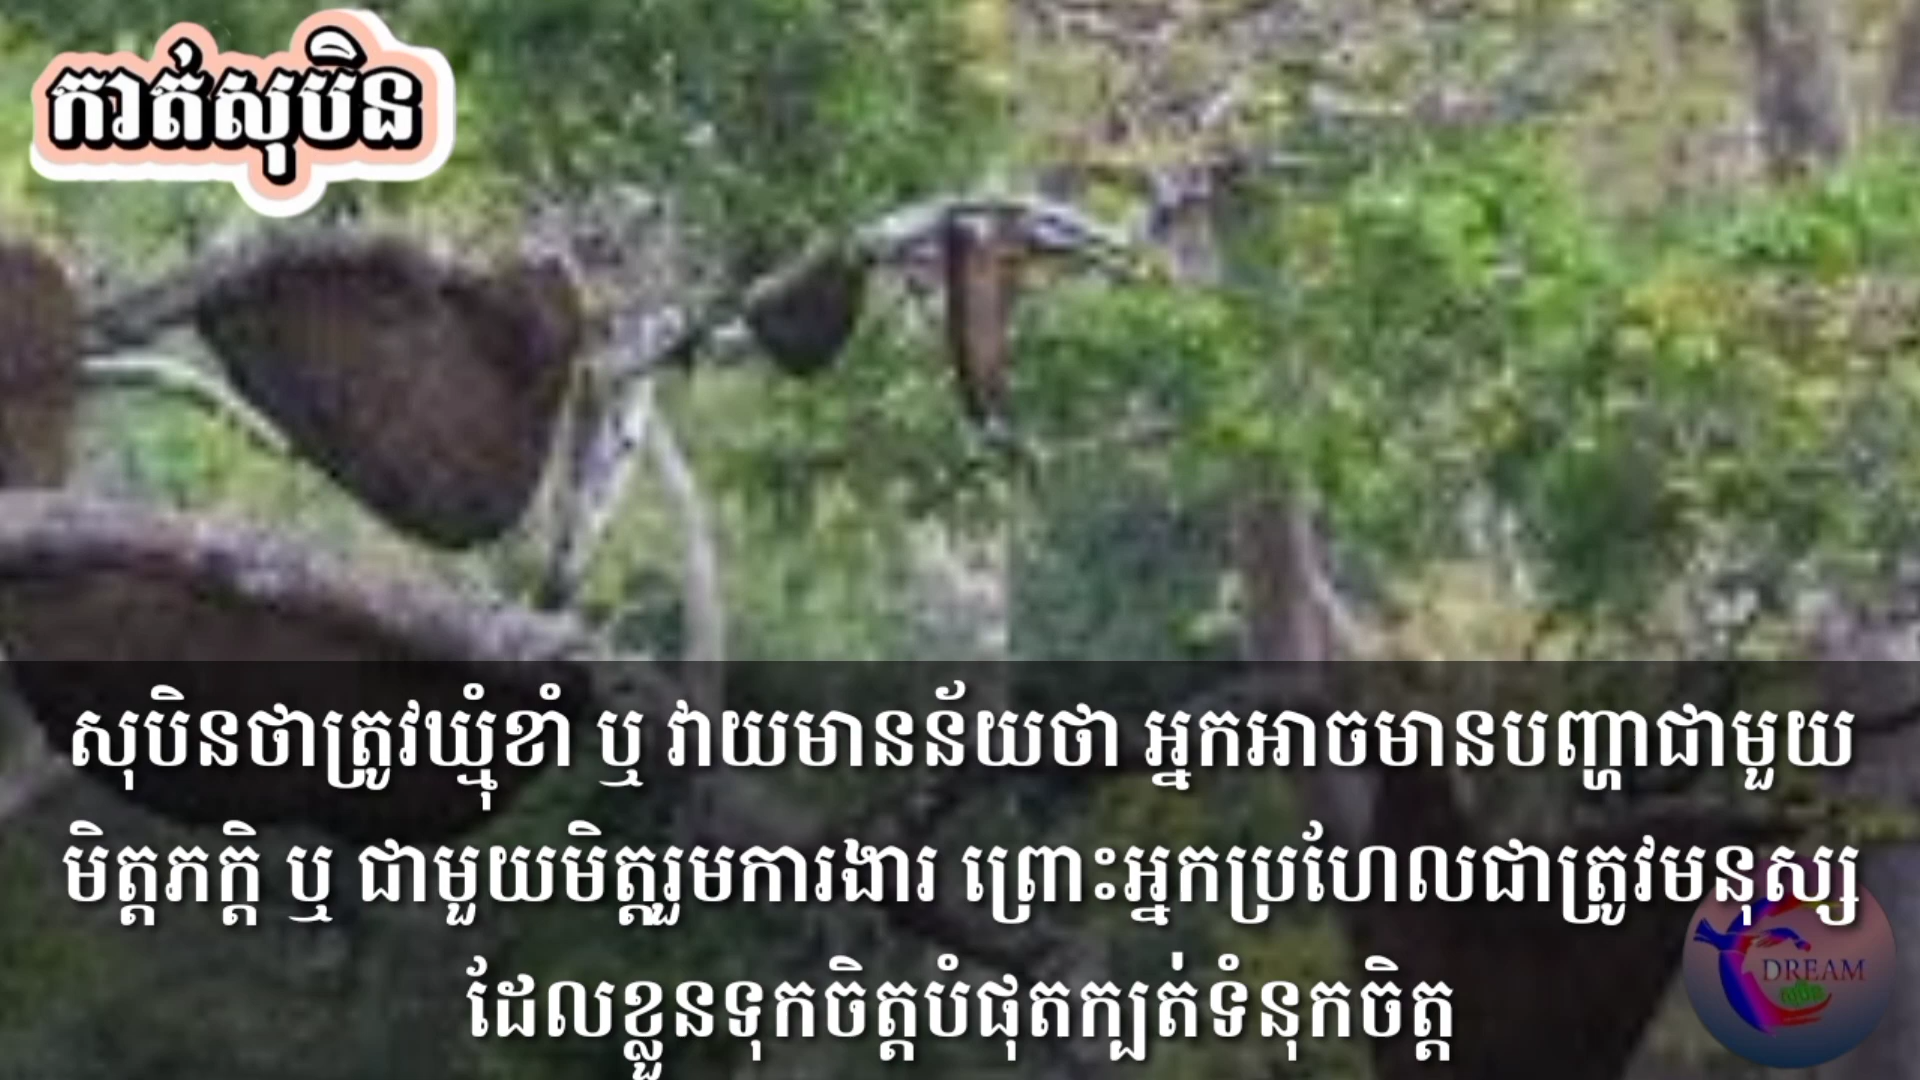 កាត់សុបិន
សុបិនថាត្រូវឃ្មុំខាំ ឬ វាយមានន័យថា អ្នកអាចមានបញ្ហាជាមួយ
មិត្តភក្តិ ឬ ជាមួយមិត្តរួមការងារ ព្រោះអ្នកប្រហែលជាត្រូវមនុស្ស
ដែលខ្លួនទុកចិត្តបំផុតក្បត់ទំនុកចិត្ត
DREAM